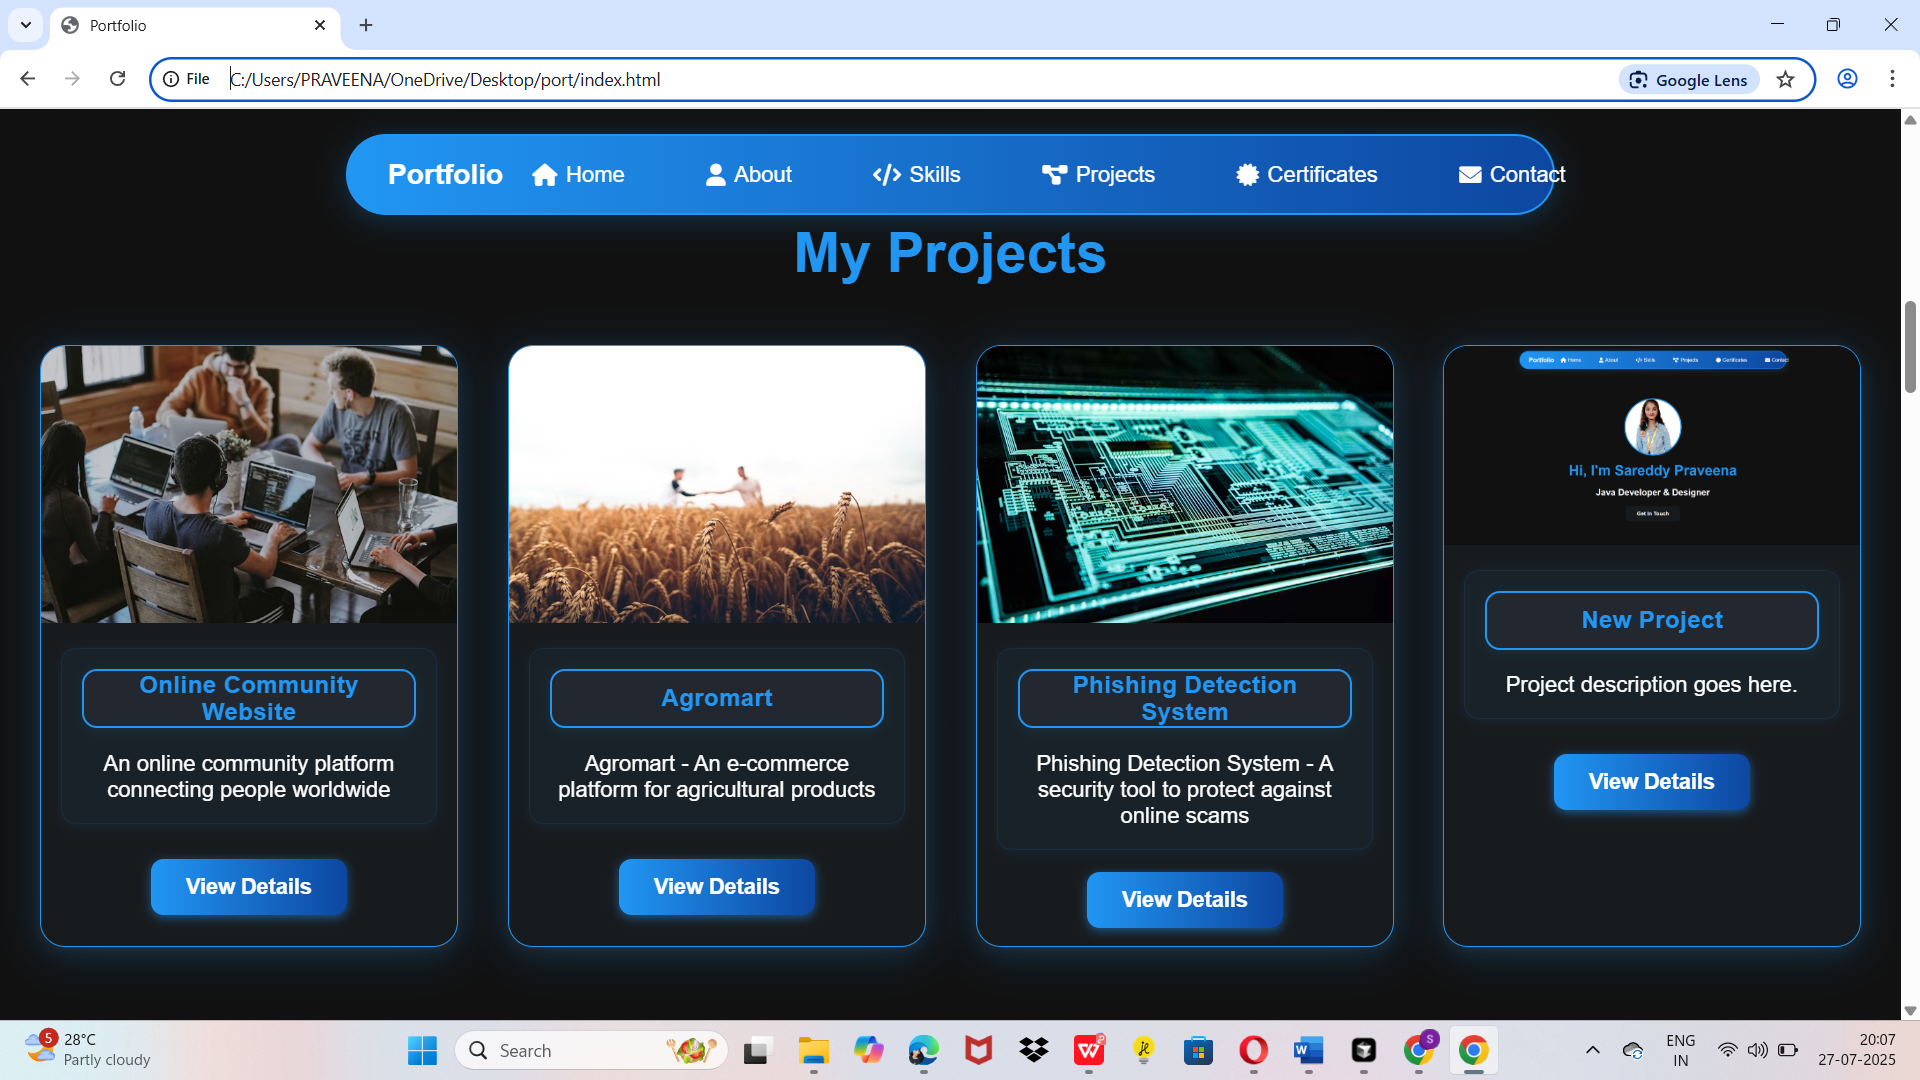 Portfolio
File
C:/Users/PRAVEENA/OneDrive/Desktop/port/index.html
Google Lens
Portfolio
Home
About
Skills
Projects
Certificates
Contact
My Projects
Online Community
Website
An online community platform
connecting people worldwide
View Details
Agromart
Agromart - An e-commerce
platform for agricultural products
View Details
Phishing Detection
System
Phishing Detection System - A
security tool to protect against
online scams
View Details
Portfolio Home About </> Skills Projects Certificates Contact
Hi, I'm Sareddy Praveena
Java Developer & Designer
Get In Touch
New Project
Project description goes here.
View Details
5
28°C
Partly cloudy
Search
ENG
IN
20:07
27-07-2025